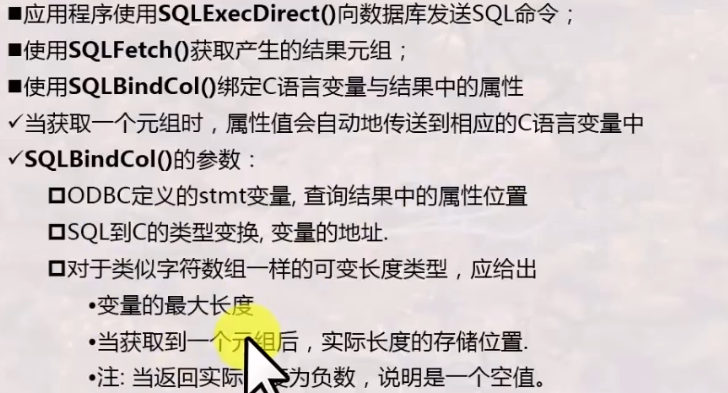 ■应用程序使用SQLExecDirect()向数据库发送SQL命令；
■使用SQLFetch()获取产生的结果元组；
■使用SQLBindCol()绑定C语言变量与结果中的属性
✓当获取一个元组时，属性值会自动地传送到相应的C语言变量中
✓SQLBindCol()的参数：
□ODBC定义的stmt变量, 查询结果中的属性位置
□SQL到C的类型变换, 变量的地址.
□对于类似字符数组一样的可变长度类型，应给出
•变量的最大长度
•当获取到一个元组后，实际长度的存储位置.
•注: 当返回实际 度为负数，说明是一个空值。